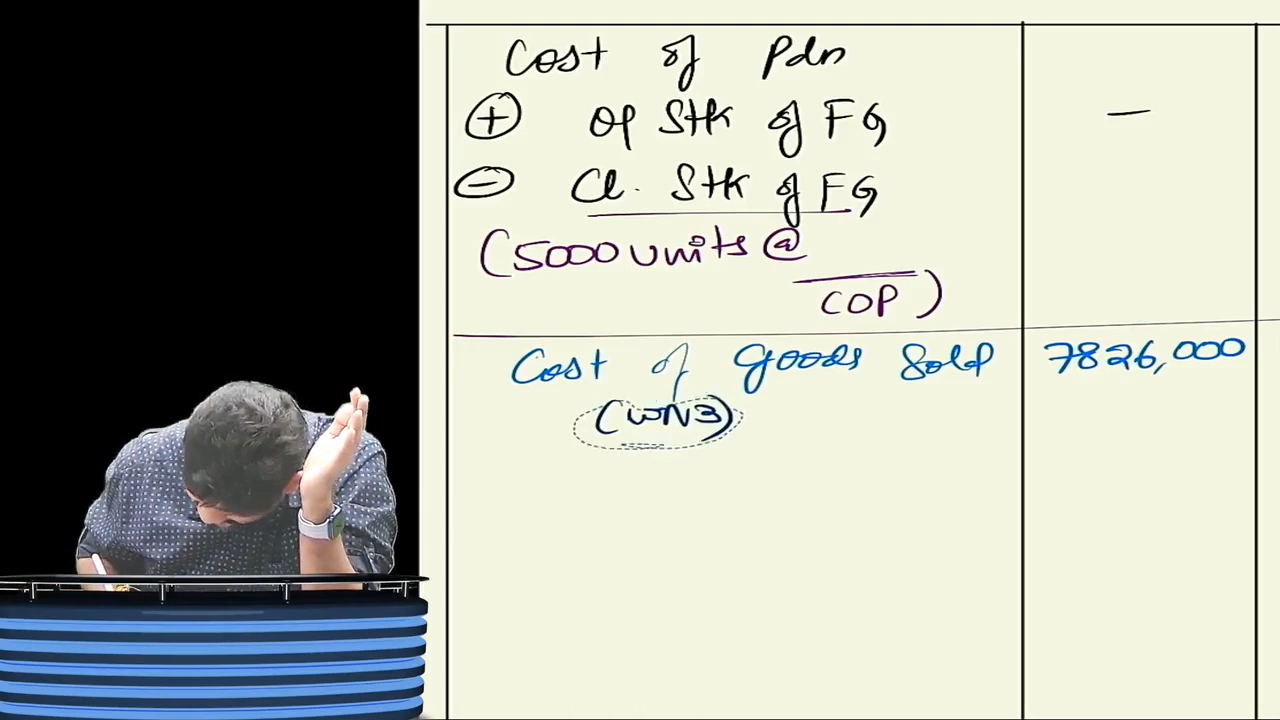 Cost of Pdn
+ Op Stk of FG —
- Cl. Stk of FG
(5000 units @
COP)
Cost of Goods Sold 7826,000
(WN3)